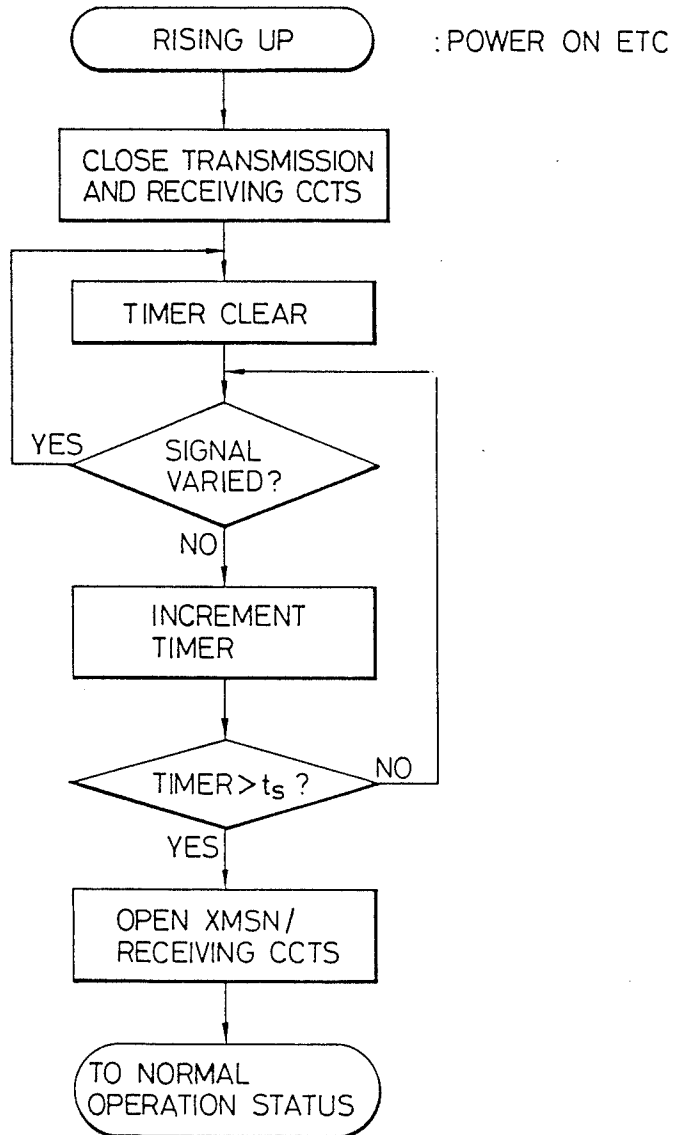 RISING UP
:POWER ON ETC
CLOSE TRANSMISSION
AND RECEIVING CCTS
TIMER CLEAR
YES
SIGNAL
VARIED?
NO
INCREMENT
TIMER
TIMER>ts ?
NO
YES
OPEN XMSN/
RECEIVING CCTS
TO NORMAL
OPERATION STATUS